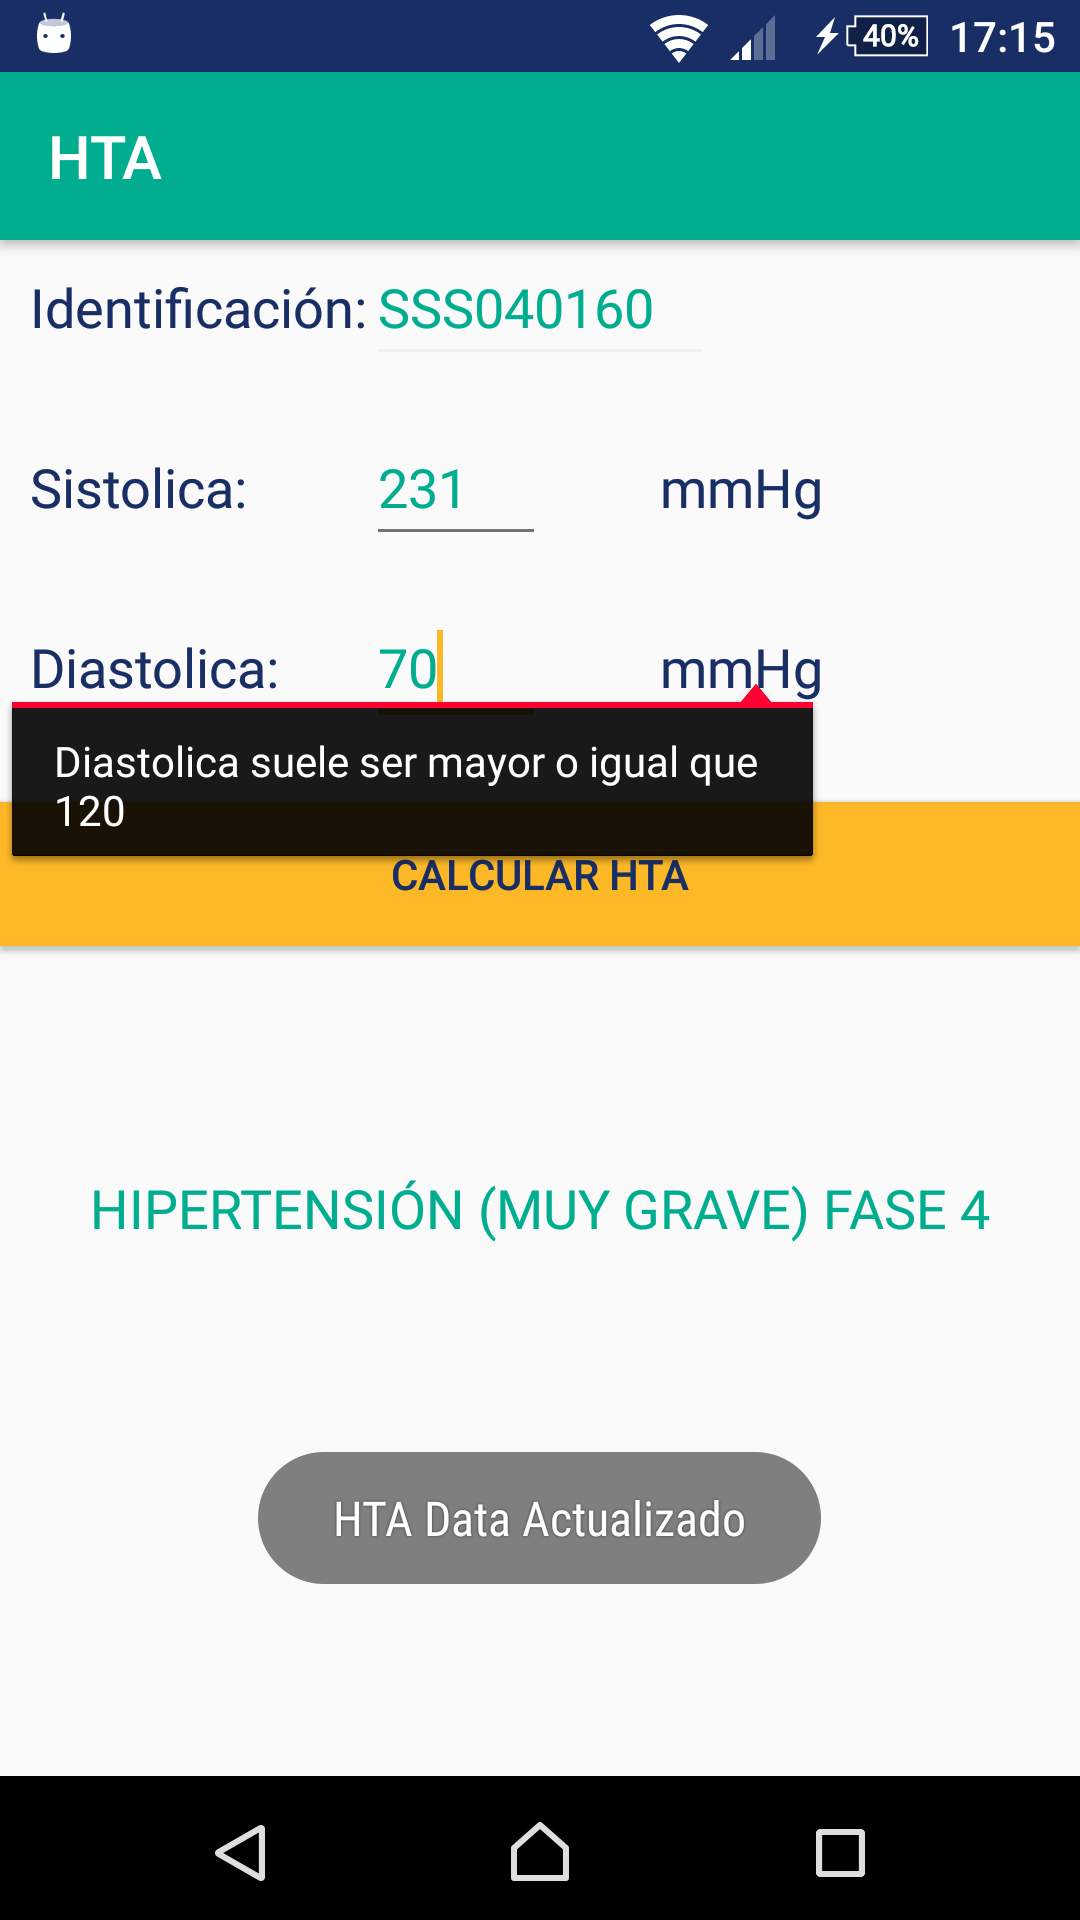 40% 17:15
HTA
Identificación: SSS040160
Sistolica: 231 mmHg
Diastolica: 70 mmHg
Diastolica suele ser mayor o igual que
120
CALCULAR HTA
HIPERTENSIÓN (MUY GRAVE) FASE 4
HTA Data Actualizado